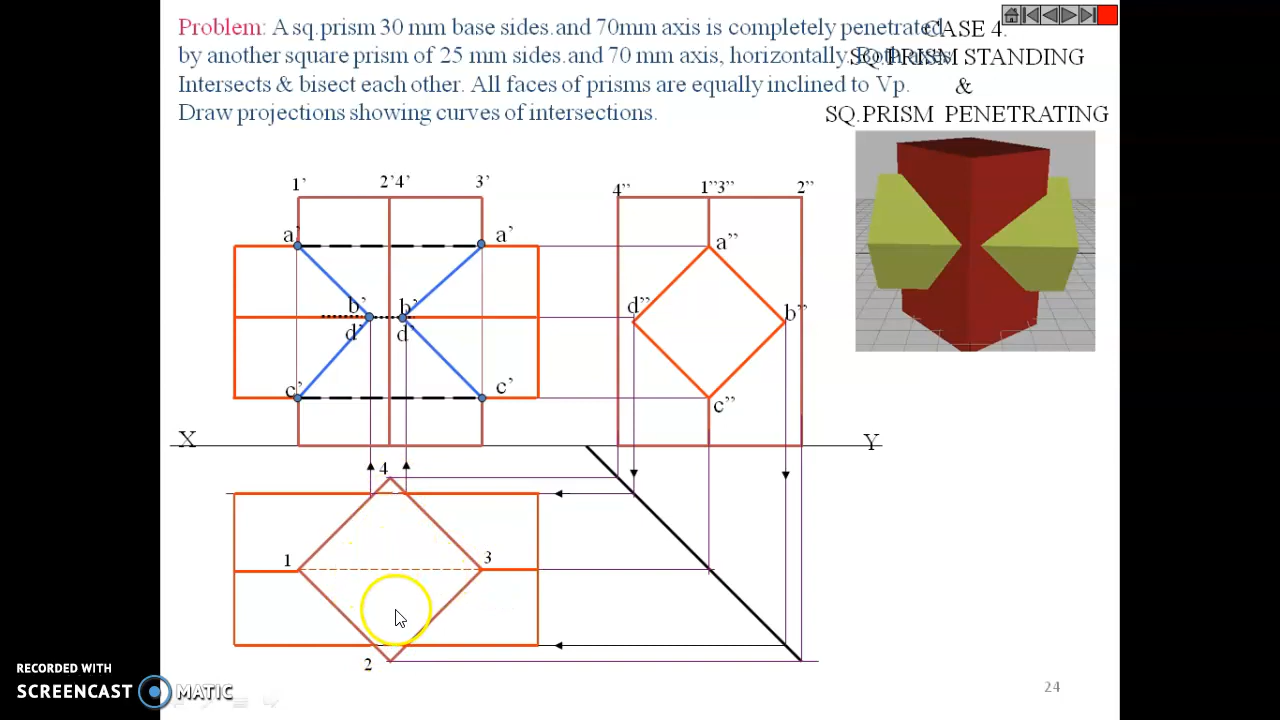 Problem: A sq.prism 30 mm base sides.and 70mm axis is completely penetrated
by another square prism of 25 mm sides.and 70 mm axis, horizontally. Both axes
Intersects & bisect each other. All faces of prisms are equally inclined to Vp.
Draw projections showing curves of intersections.
CASE 4.
SQ.PRISM STANDING
&
SQ.PRISM PENETRATING
1’ 2’4’ 3’ 4” 1”3” 2”
a’ a’ a”
b’ b’ d” b”
d’ d’
c’ c’ c”
X Y
4
1 3
2
24
RECORDED WITH
SCREENCAST MATIC